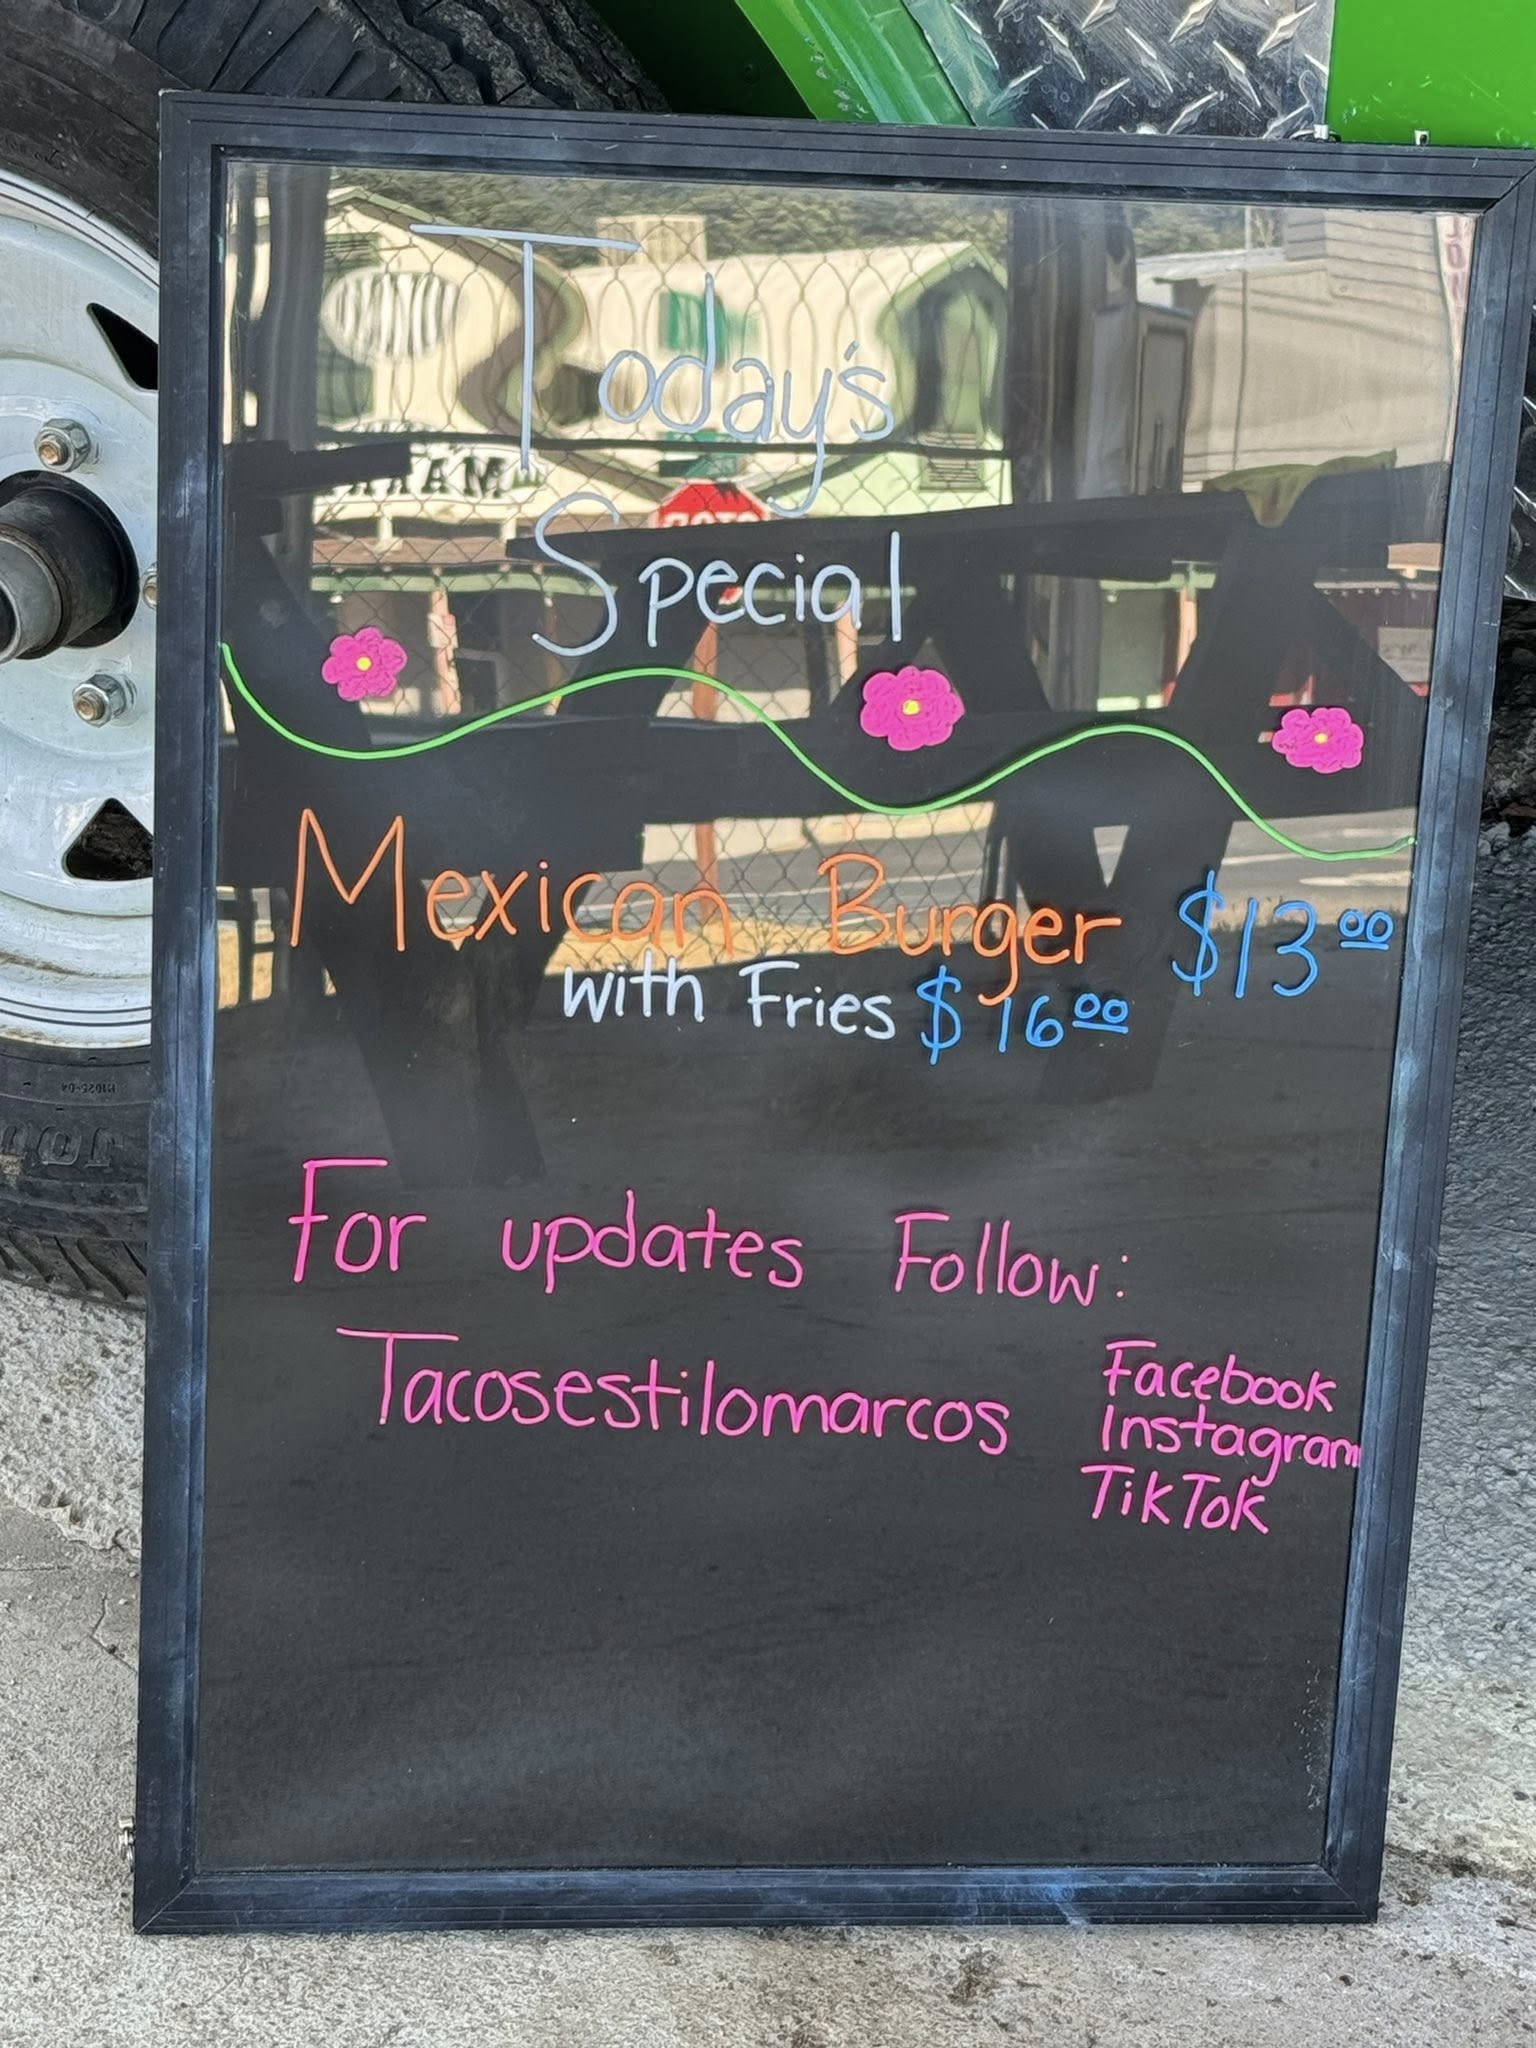 Today's
Special
Mexican Burger $13.00
with Fries $16.00
For updates Follow:
Tacosestilomarcos
Facebook
Instagram
TikTok